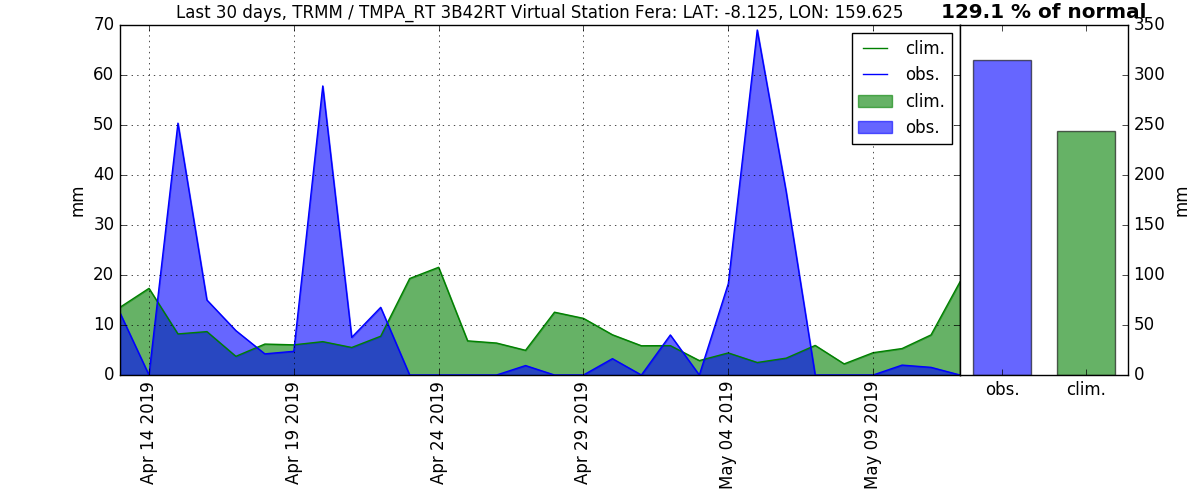 Last 30 days, TRMM / TMPA_RT 3B42RT Virtual Station Fera: LAT: -8.125, LON: 159.625
129.1 % of normal
70
60
50
40
30
20
10
0
mm
clim.
obs.
clim.
obs.
350
300
250
200
150
100
50
0
mm
Apr 14 2019
Apr 19 2019
Apr 24 2019
Apr 29 2019
May 04 2019
May 09 2019
obs.
clim.